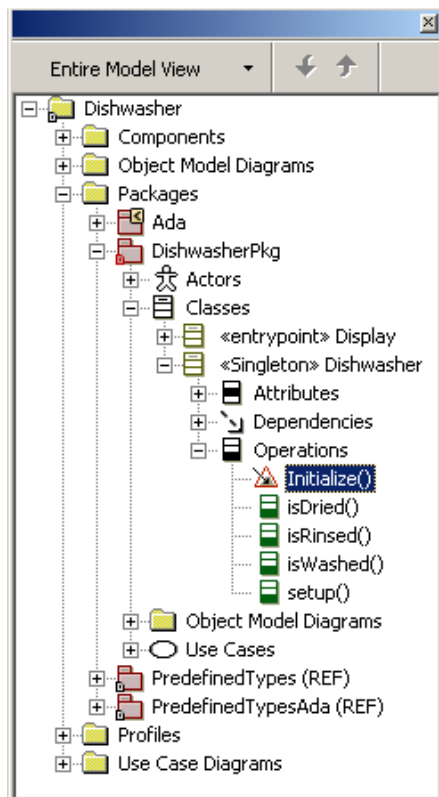 Entire Model View
Dishwasher
Components
Object Model Diagrams
Packages
Ada
DishwasherPkg
Actors
Classes
«entrypoint» Display
«Singleton» Dishwasher
Attributes
Dependencies
Operations
Initialize()
isDried()
isRinsed()
isWashed()
setup()
Object Model Diagrams
Use Cases
PredefinedTypes (REF)
PredefinedTypesAda (REF)
Profiles
Use Case Diagrams